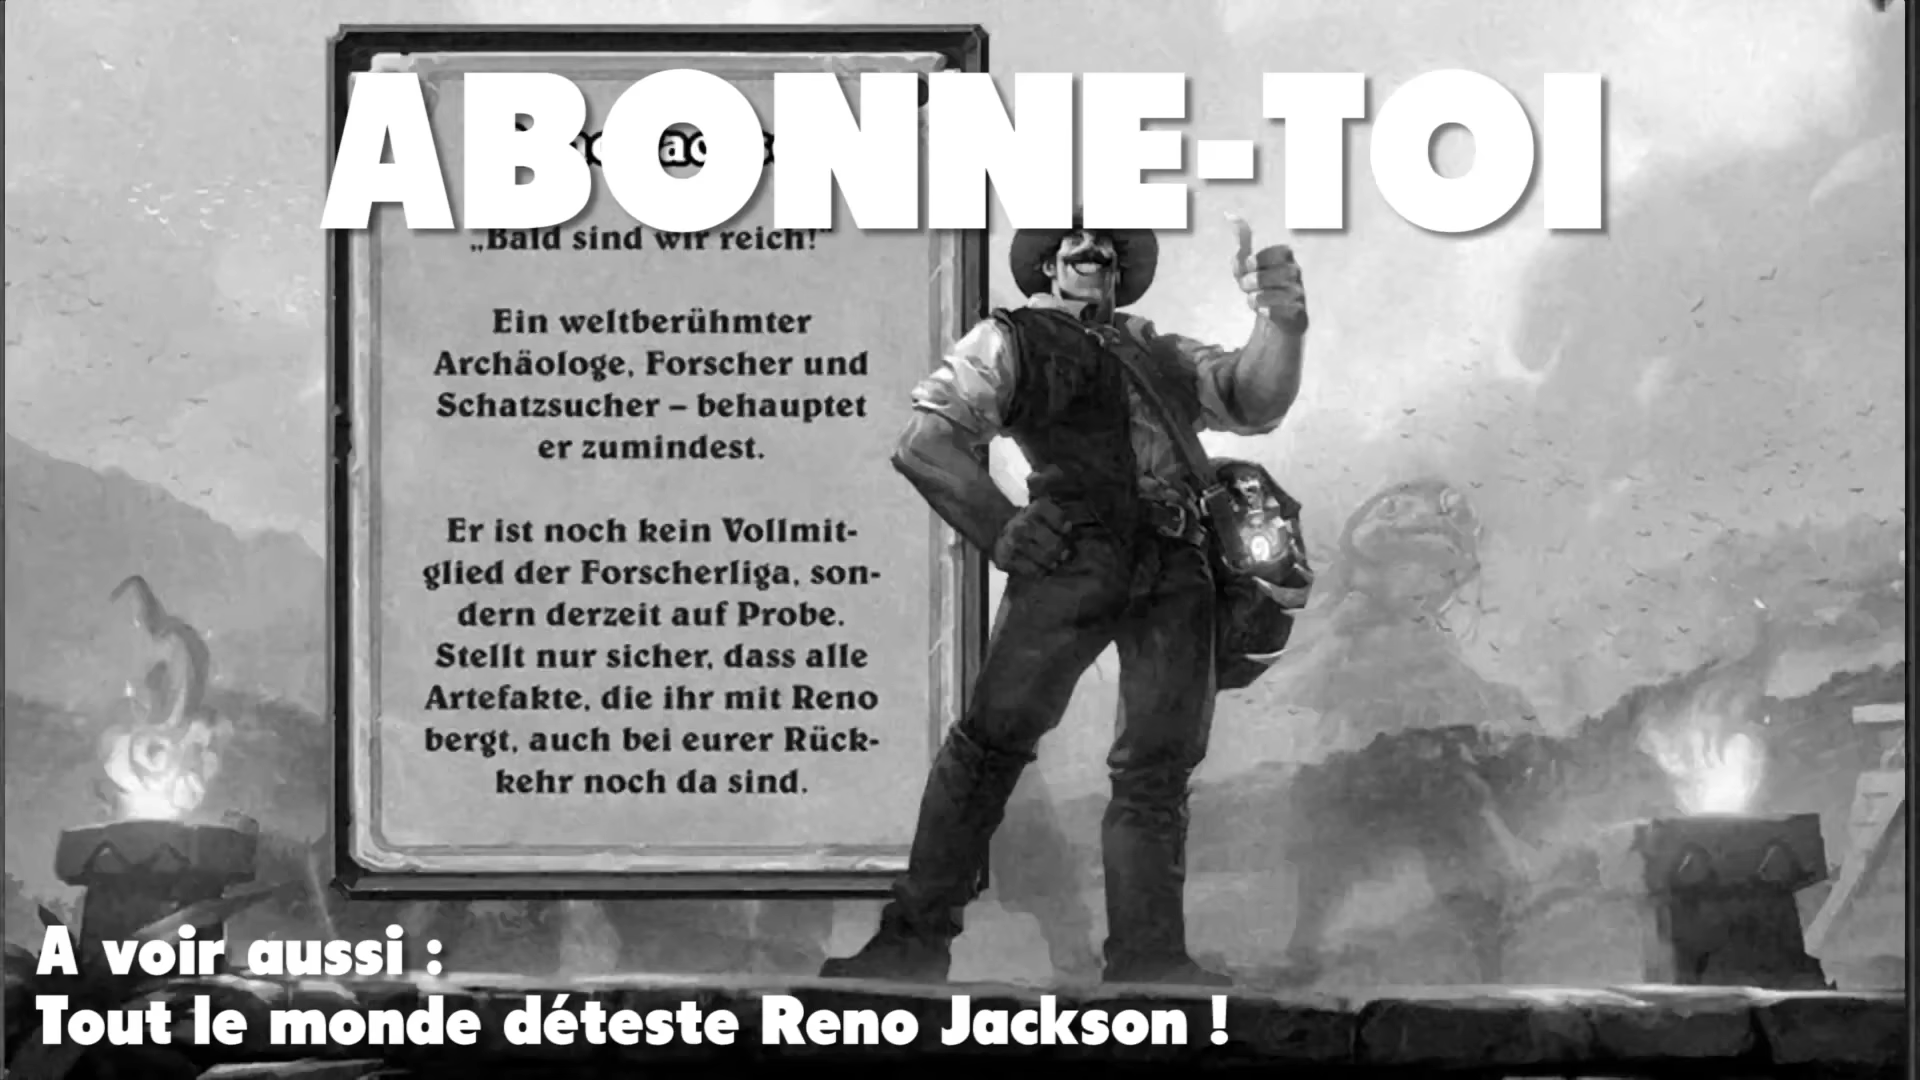 ABONNE-TOI
„Bald sind wir reich!"
Ein weltberühmter
Archäologe, Forscher und
Schatzsucher – behauptet
er zumindest.
Er ist noch kein Vollmit-
glied der Forscherliga, son-
dern derzeit auf Probe.
Stellt nur sicher, dass alle
Artefakte, die ihr mit Reno
bergt, auch bei eurer Rück-
kehr noch da sind.
A voir aussi :
Tout le monde déteste Reno Jackson !